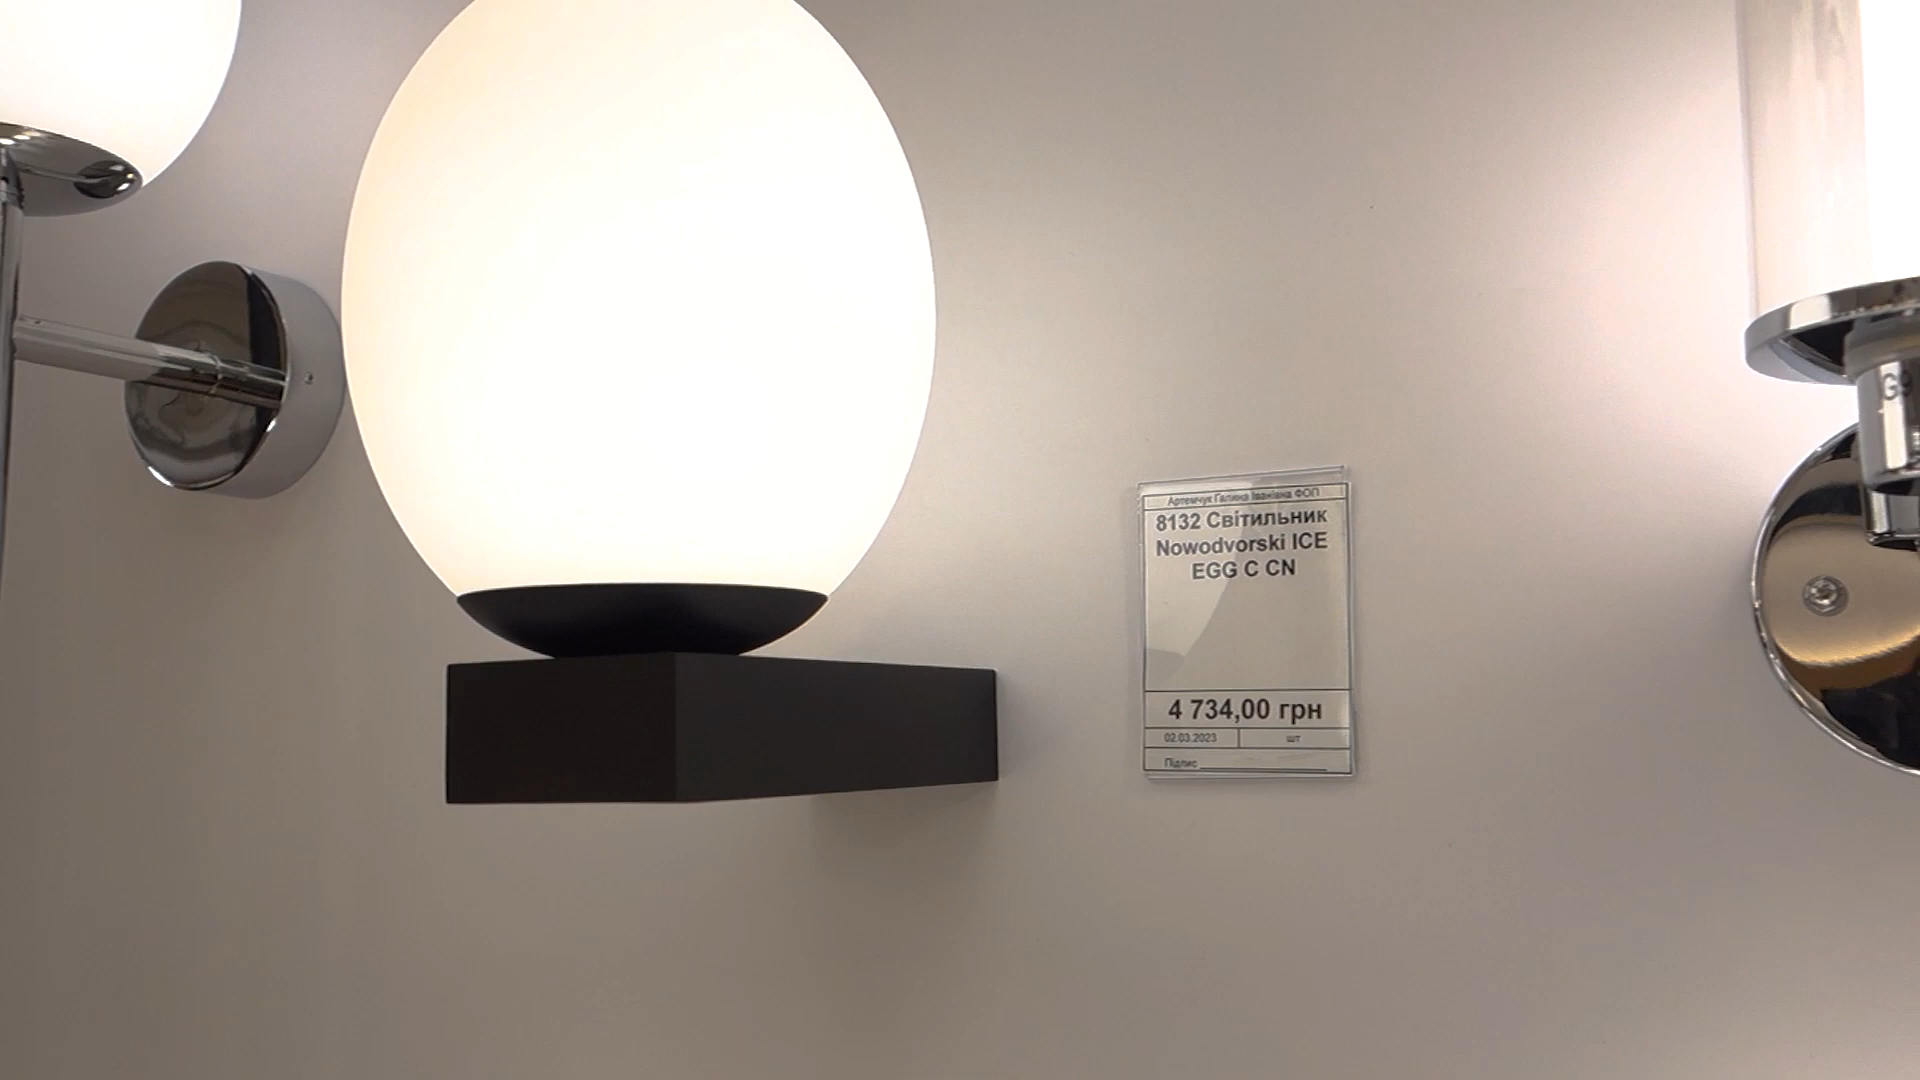 Артемчук Галина Іванівна ФОП
8132 Світильник
Nowodvorski ICE
EGG C CN
4 734,00 грн
02.03.2023 шт
Підпис
G9